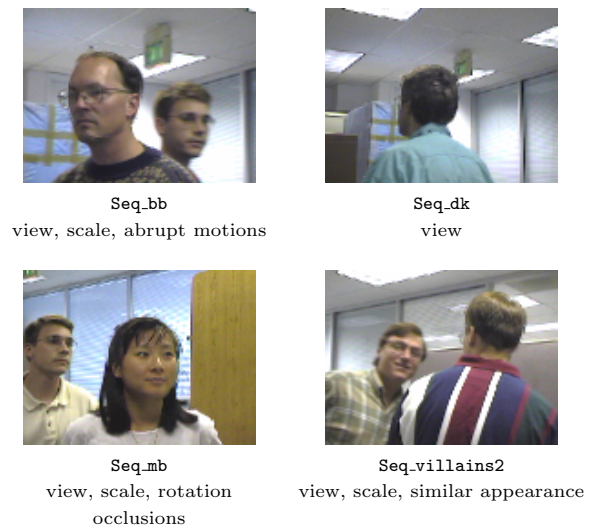 Seq_bb
view, scale, abrupt motions
Seq_dk
view
Seq_mb
view, scale, rotation
occlusions
Seq_villains2
view, scale, similar appearance